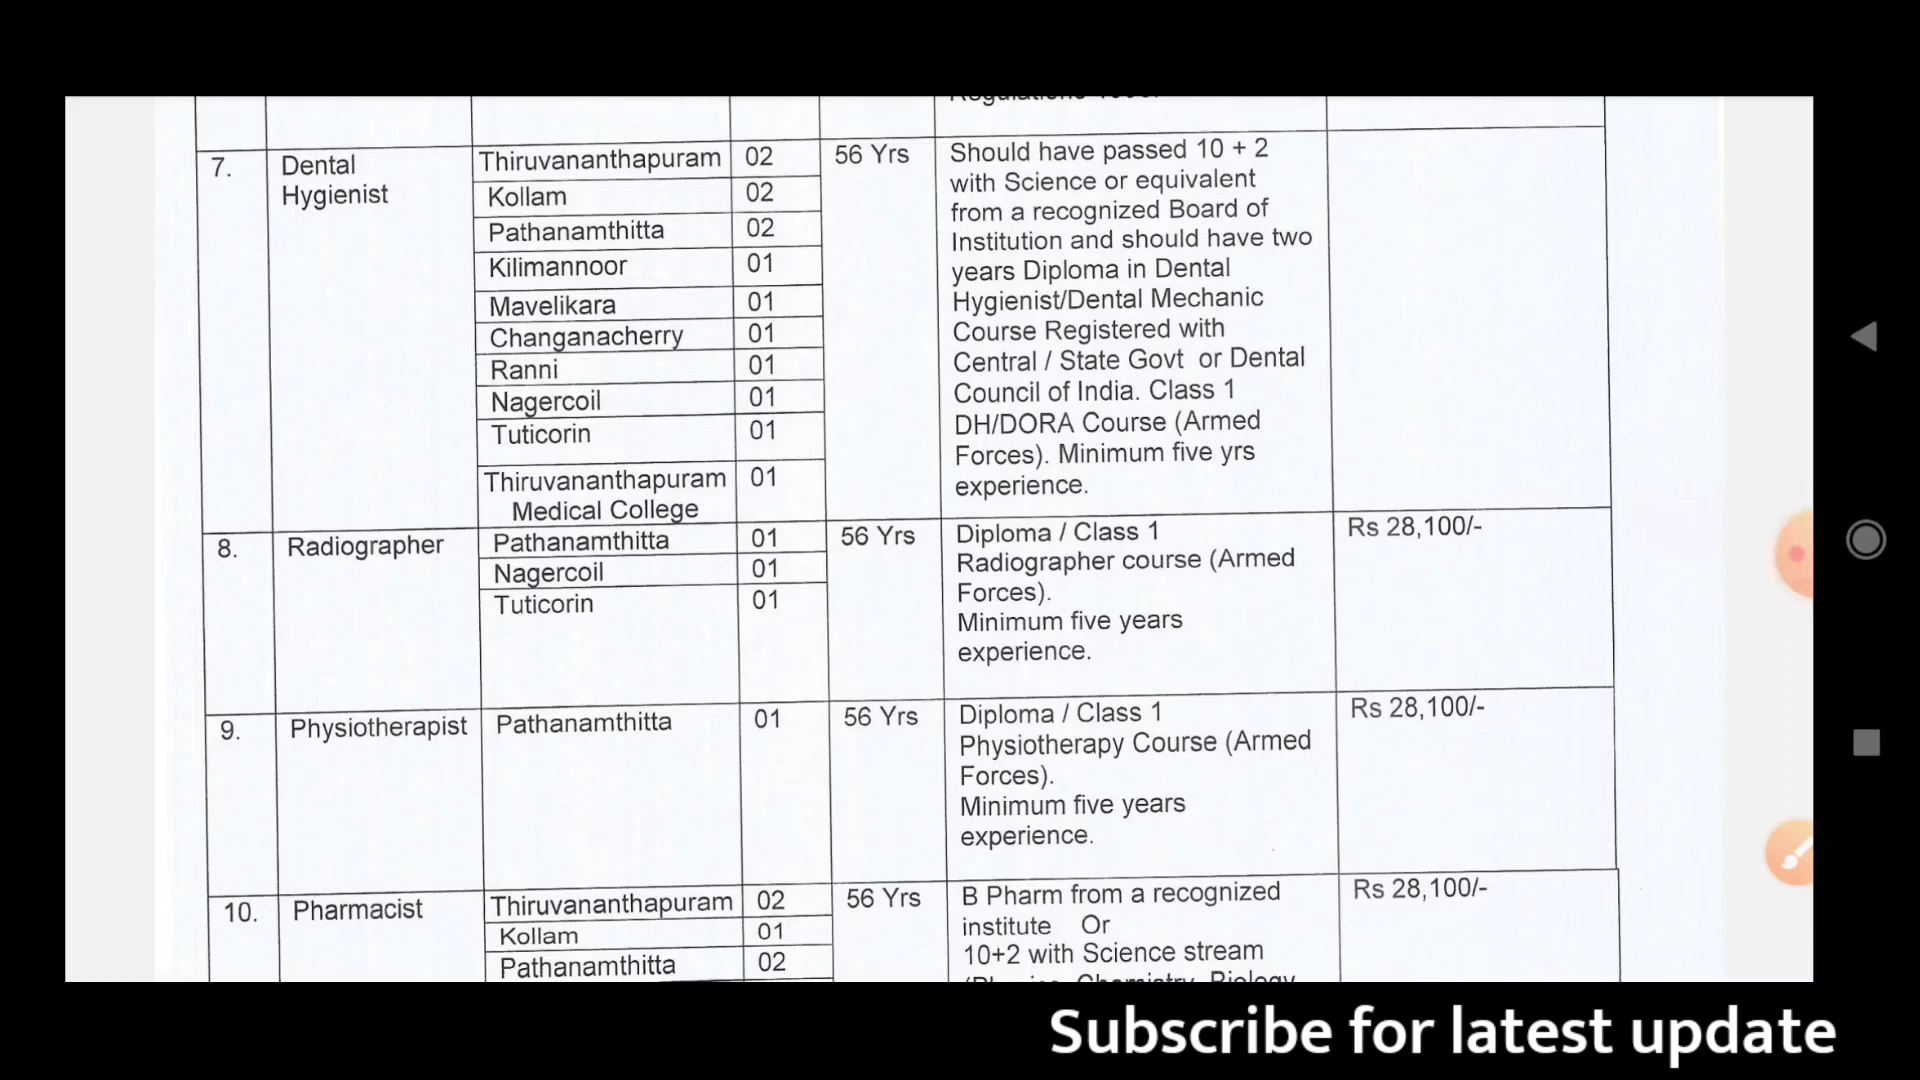 7. Dental Hygienist
Thiruvananthapuram 02
Kollam 02
Pathanamthitta 02
Kilimannoor 01
Mavelikara 01
Changanacherry 01
Ranni 01
Nagercoil 01
Tuticorin 01
Thiruvananthapuram Medical College 01
56 Yrs
Should have passed 10 + 2
with Science or equivalent
from a recognized Board of
Institution and should have two
years Diploma in Dental
Hygienist/Dental Mechanic
Course Registered with
Central / State Govt or Dental
Council of India. Class 1
DH/DORA Course (Armed
Forces). Minimum five yrs
experience.
8. Radiographer
Pathanamthitta 01
Nagercoil 01
Tuticorin 01
56 Yrs
Diploma / Class 1
Radiographer course (Armed
Forces).
Minimum five years
experience.
Rs 28,100/-
9. Physiotherapist
Pathanamthitta 01
56 Yrs
Diploma / Class 1
Physiotherapy Course (Armed
Forces).
Minimum five years
experience.
Rs 28,100/-
10. Pharmacist
Thiruvananthapuram 02
Kollam 01
Pathanamthitta 02
56 Yrs
B Pharm from a recognized
institute Or
10+2 with Science stream
Rs 28,100/-
Subscribe for latest update